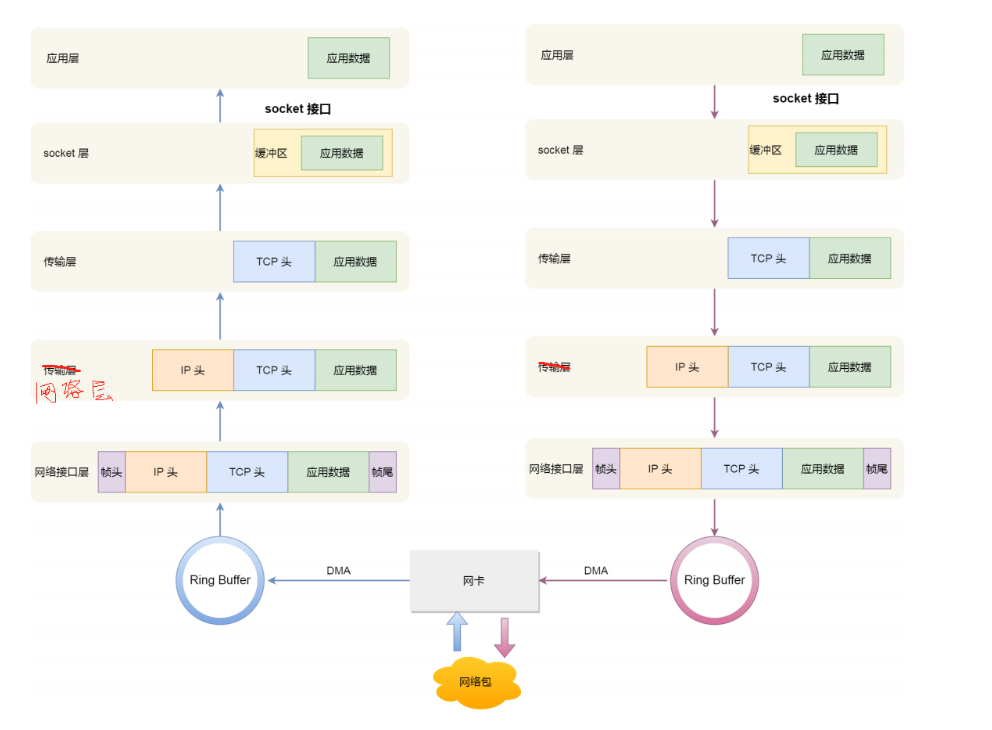 应用层 应用数据
socket 接口
socket 层 缓冲区 应用数据
传输层 TCP 头 应用数据
传输层 IP 头 TCP 头 应用数据
网络层
网络接口层 帧头 IP 头 TCP 头 应用数据 帧尾
Ring Buffer
应用层 应用数据
socket 接口
socket 层 缓冲区 应用数据
传输层 TCP 头 应用数据
传输层 IP 头 TCP 头 应用数据
网络接口层 帧头 IP 头 TCP 头 应用数据 帧尾
Ring Buffer
DMA
网卡
DMA
网络包